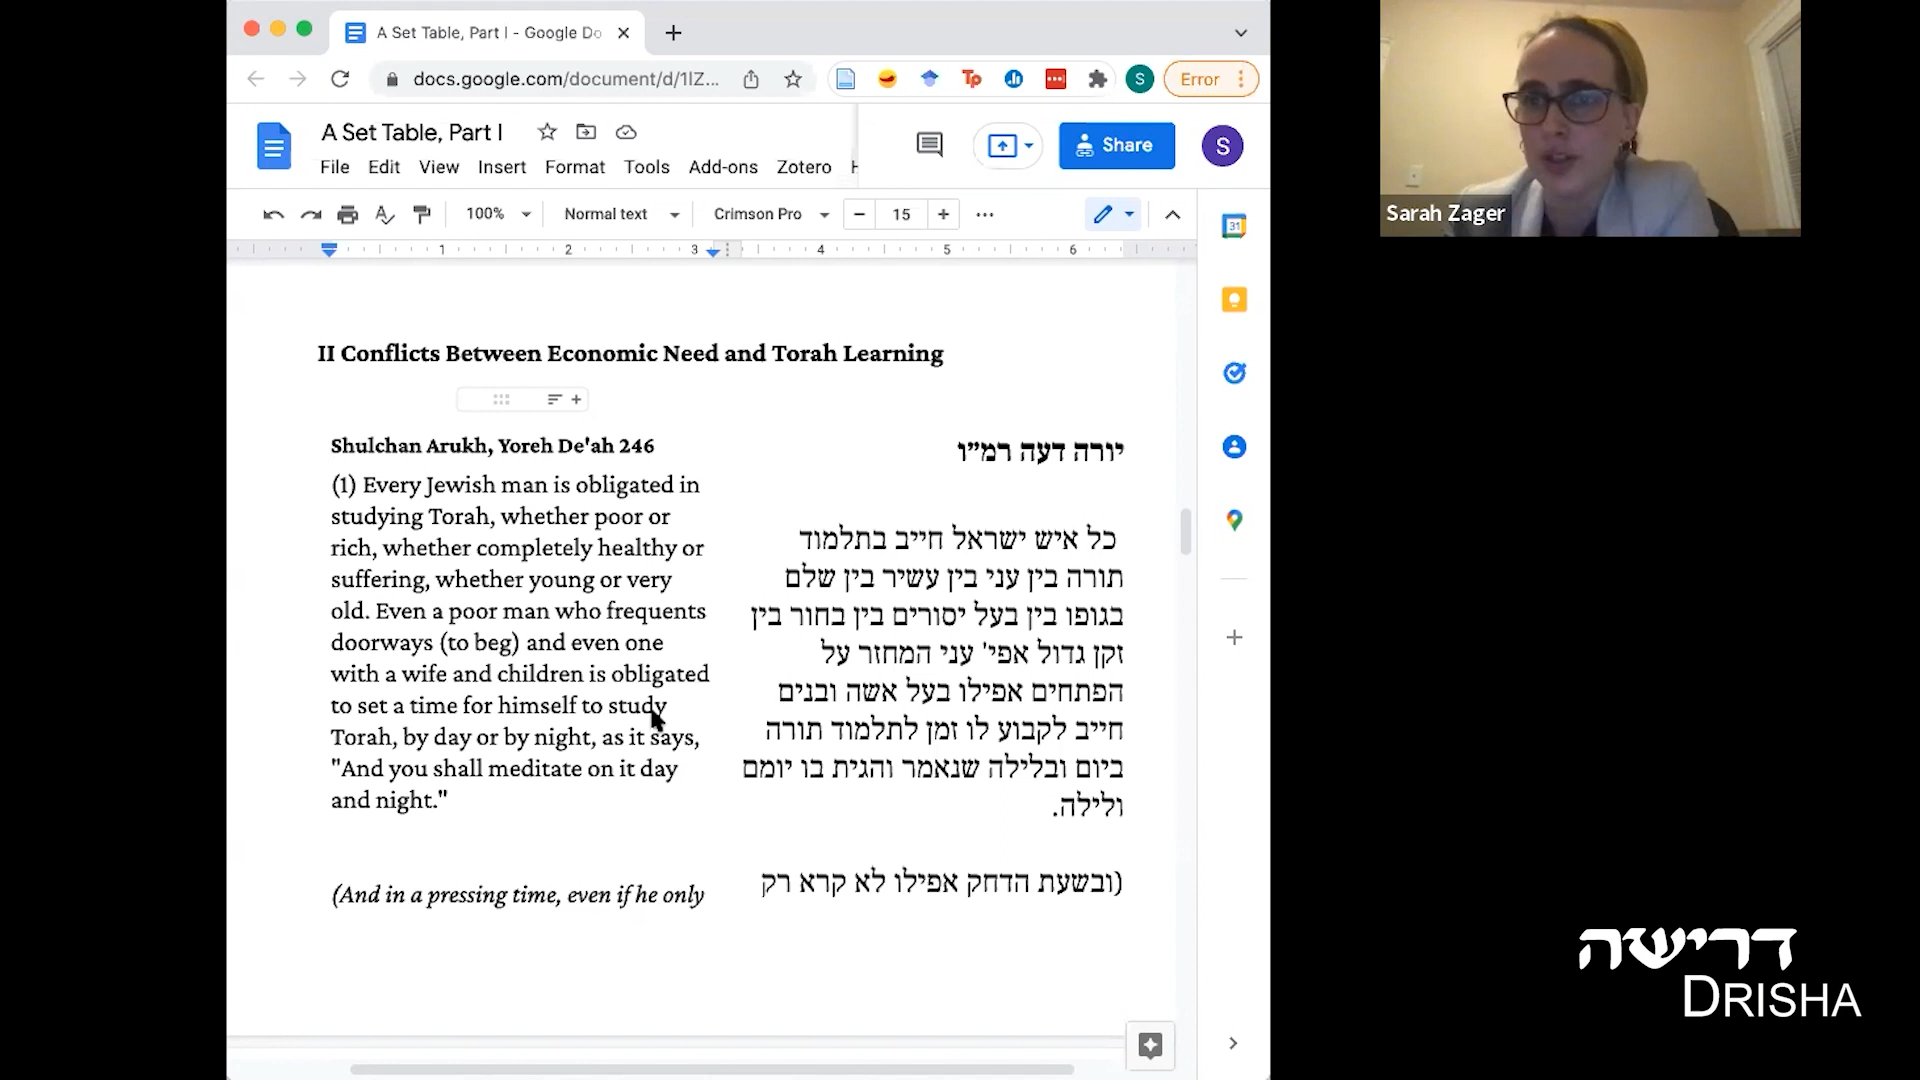 A Set Table, Part I - Google Do
docs.google.com/document/d/1IZ...
Error
A Set Table, Part I
File Edit View Insert Format Tools Add-ons Zotero H
Share
S
S
100% Normal text Crimson Pro 15
1 2 3 4 5 6
31
II Conflicts Between Economic Need and Torah Learning
Shulchan Arukh, Yoreh De'ah 246
(1) Every Jewish man is obligated in
studying Torah, whether poor or
rich, whether completely healthy or
suffering, whether young or very
old. Even a poor man who frequents
doorways (to beg) and even one
with a wife and children is obligated
to set a time for himself to study
Torah, by day or by night, as it says,
"And you shall meditate on it day
and night."
(And in a pressing time, even if he only
יורה דעה רמ״ו
כל איש ישראל חייב בתלמוד
תורה בין עני בין עשיר בין שלם
בגופו בין בעל יסורים בין בחור בין
זקן גדול אפי' עני המחזר על
הפתחים אפילו בעל אשה ובנים
חייב לקבוע לו זמן לתלמוד תורה
ביום ובלילה שנאמר והגית בו יומם
ולילה.
(ובשעת הדחק אפילו לא קרא רק
Sarah Zager
דרישה
DRISHA